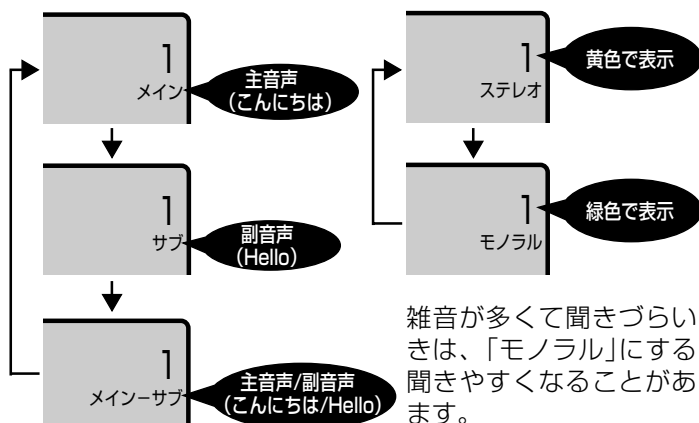 1
メイン
主音声
(こんにちは)
1
サブ
副音声
(Hello)
1
メインーサブ
主音声/副音声
(こんにちは/Hello)
1
ステレオ
黄色で表示
1
モノラル
緑色で表示
雑音が多くて聞きづらい
きは、「モノラル」にする
聞きやすくなることがあ
ます。